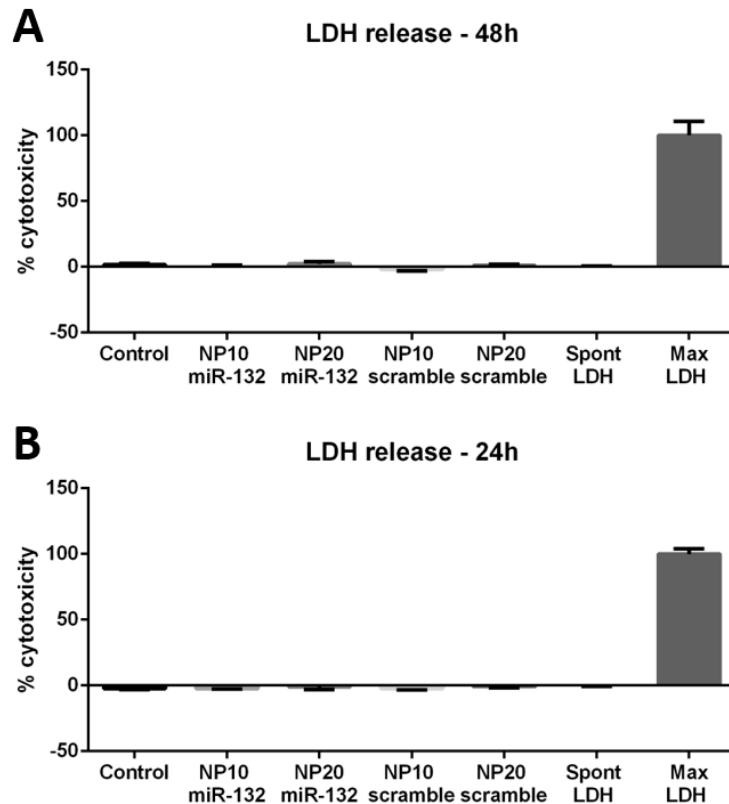 A
LDH release - 48h
% cytotoxicity
150
100
50
0
-50
Control NP10 NP20 NP10 NP20 Spont Max
miR-132 miR-132 scramble scramble LDH LDH
B
LDH release - 24h
% cytotoxicity
150
100
50
0
-50
Control NP10 NP20 NP10 NP20 Spont Max
miR-132 miR-132 scramble scramble LDH LDH